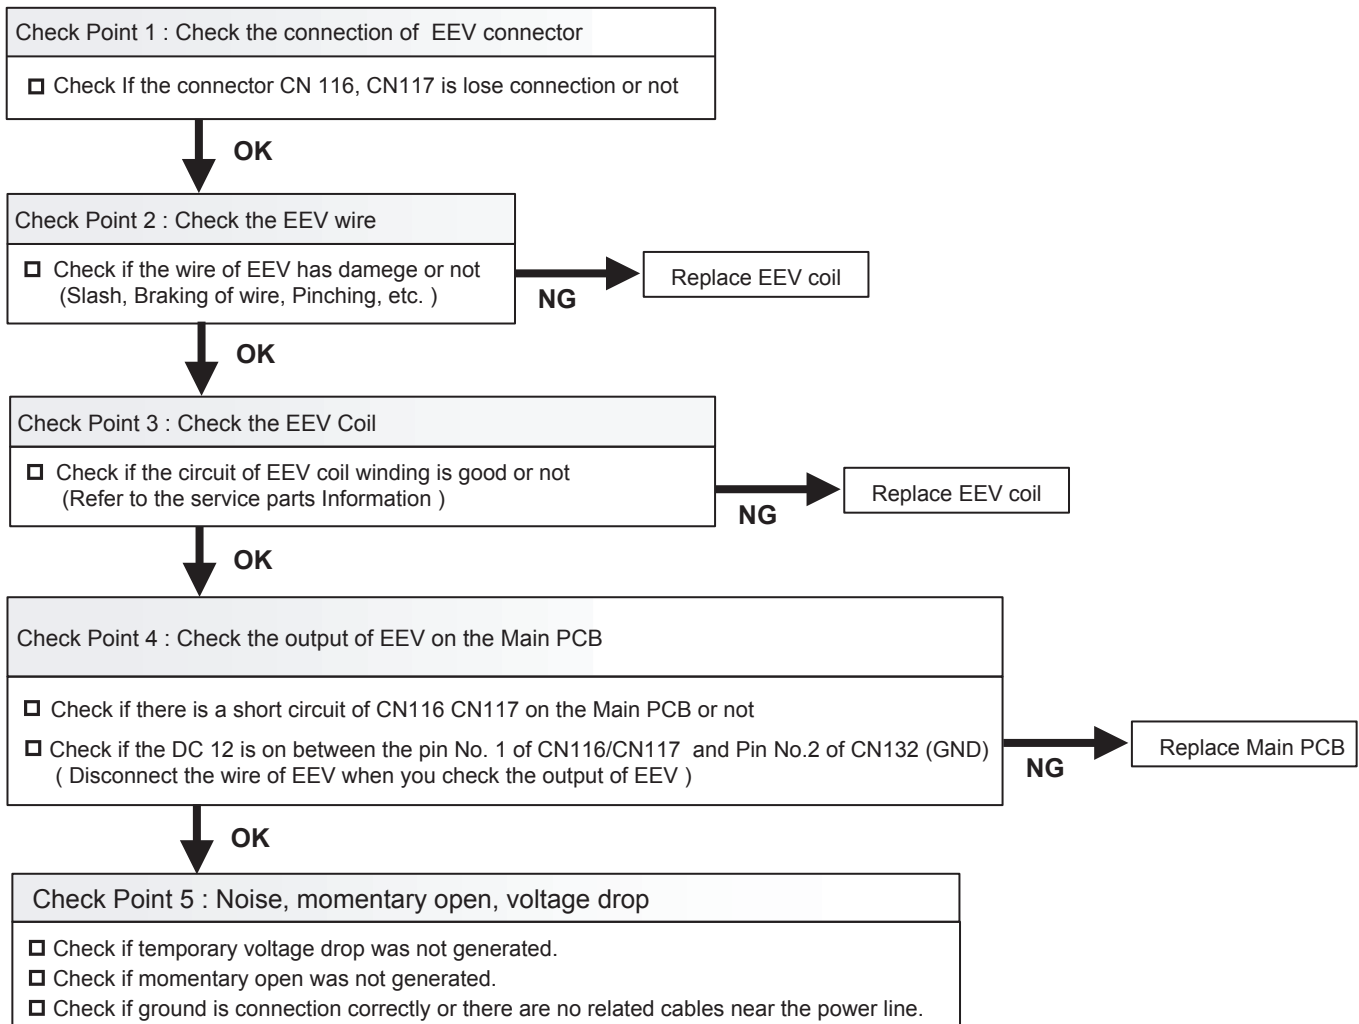 Check Point 1 : Check the connection of EEV connector
Check If the connector CN 116, CN117 is lose connection or not
OK
Check Point 2 : Check the EEV wire
Check if the wire of EEV has damege or not
(Slash, Braking of wire, Pinching, etc. )
NG
Replace EEV coil
OK
Check Point 3 : Check the EEV Coil
Check if the circuit of EEV coil winding is good or not
(Refer to the service parts Information )
NG
Replace EEV coil
OK
Check Point 4 : Check the output of EEV on the Main PCB
Check if there is a short circuit of CN116 CN117 on the Main PCB or not
Check if the DC 12 is on between the pin No. 1 of CN116/CN117 and Pin No.2 of CN132 (GND)
( Disconnect the wire of EEV when you check the output of EEV )
NG
Replace Main PCB
OK
Check Point 5 : Noise, momentary open, voltage drop
Check if temporary voltage drop was not generated.
Check if momentary open was not generated.
Check if ground is connection correctly or there are no related cables near the power line.